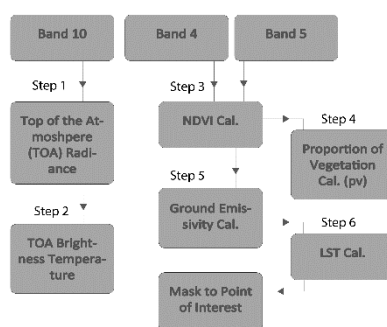 Band 10
Band 4
Band 5
Step 1
Step 3
Top of the At-
moshpere
(TOA) Radi-
ance
NDVI Cal.
Step 4
Proportion of
Vegetation
Cal. (pv)
Step 5
Step 2
Ground Emis-
sivity Cal.
Step 6
TOA Bright-
ness Tempera-
ture
LST Cal.
Mask to Point
of Interest